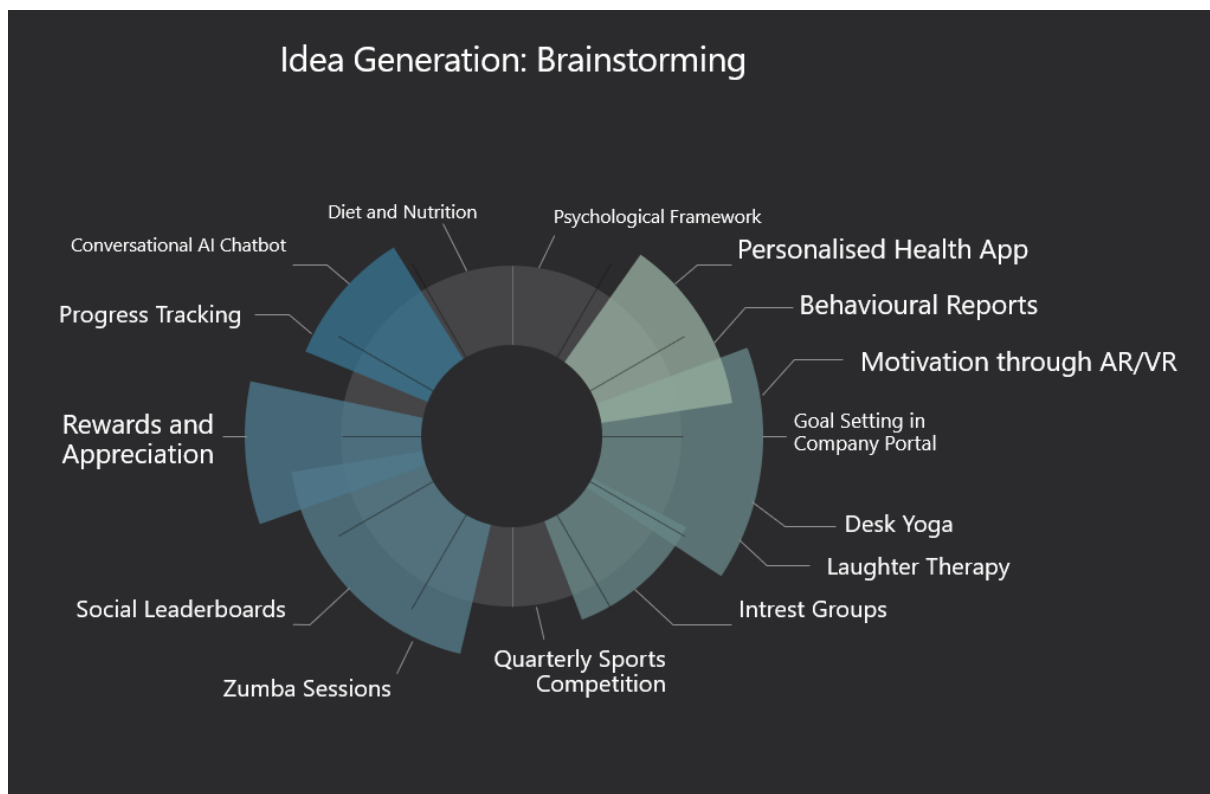 Idea Generation: Brainstorming
Diet and Nutrition
Psychological Framework
Conversational AI Chatbot
Personalised Health App
Progress Tracking
Behavioural Reports
Motivation through AR/VR
Rewards and
Appreciation
Goal Setting in
Company Portal
Desk Yoga
Laughter Therapy
Social Leaderboards
Intrest Groups
Quarterly Sports
Competition
Zumba Sessions